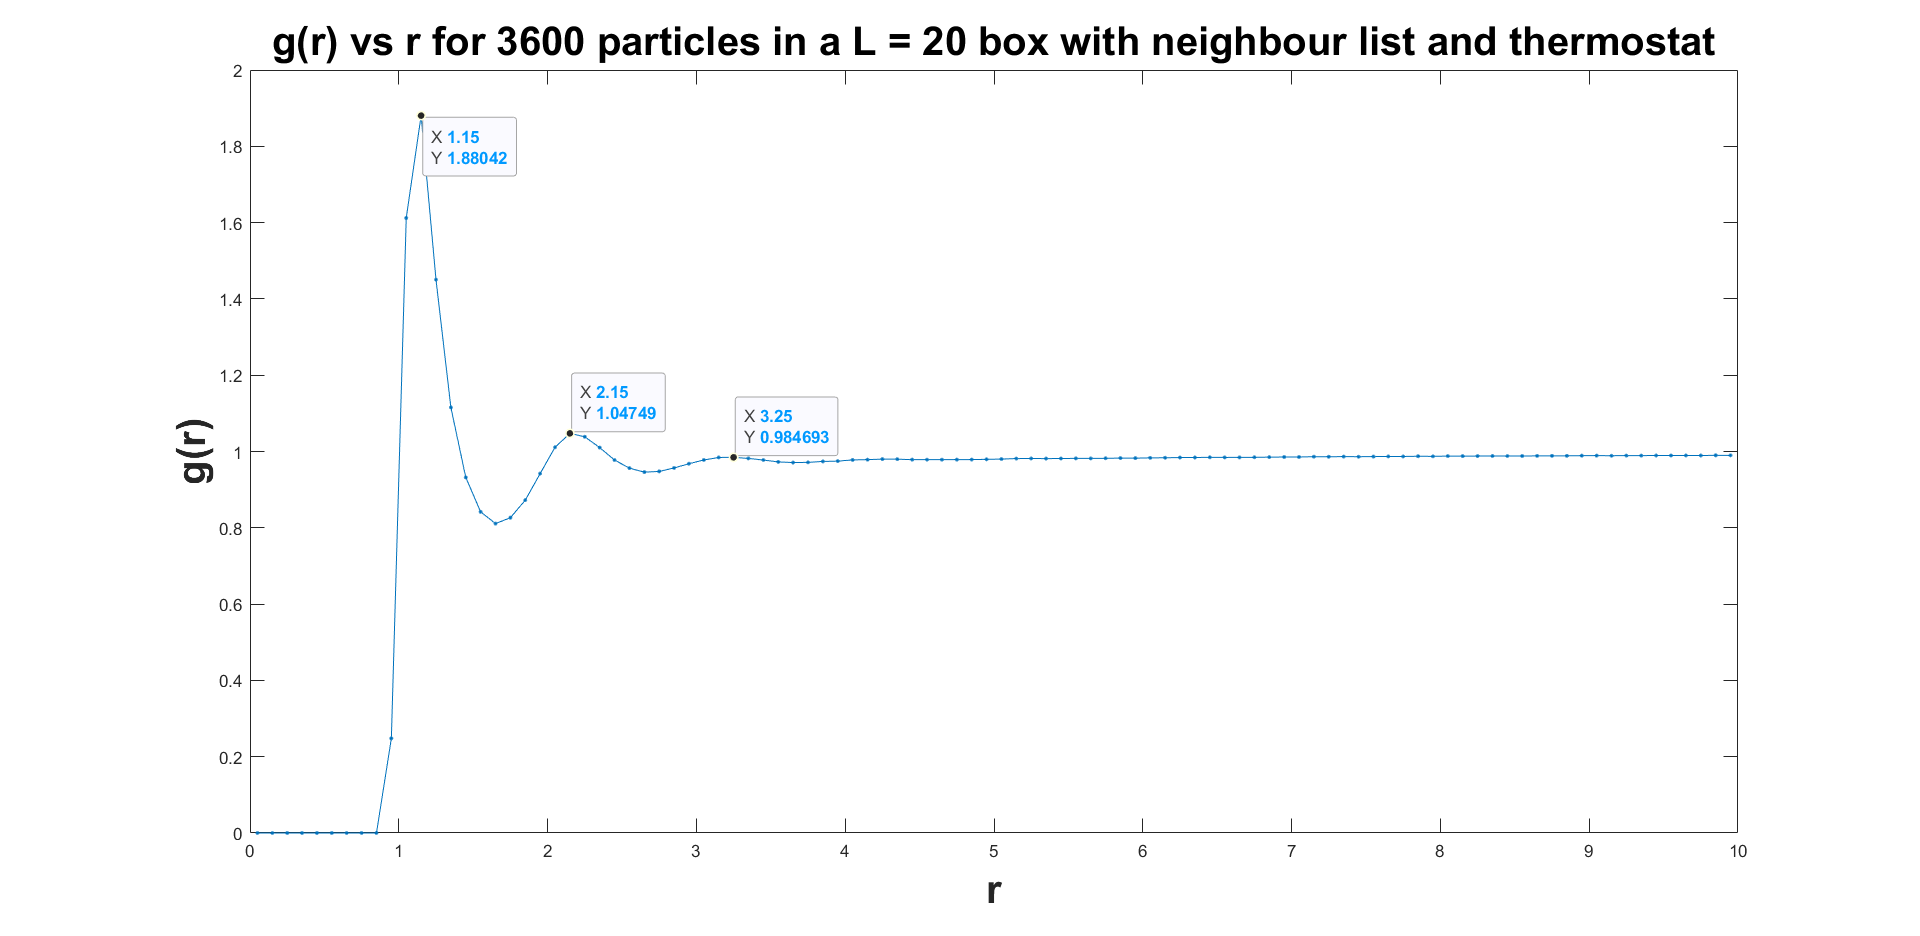 g(r) vs r for 3600 particles in a L = 20 box with neighbour list and thermostat
2
1.8
1.6
1.4
1.2
1
0.8
0.6
0.4
0.2
0
g(r)
X 1.15
Y 1.88042
X 2.15
Y 1.04749
X 3.25
Y 0.984693
0 1 2 3 4 5 6 7 8 9 10
r